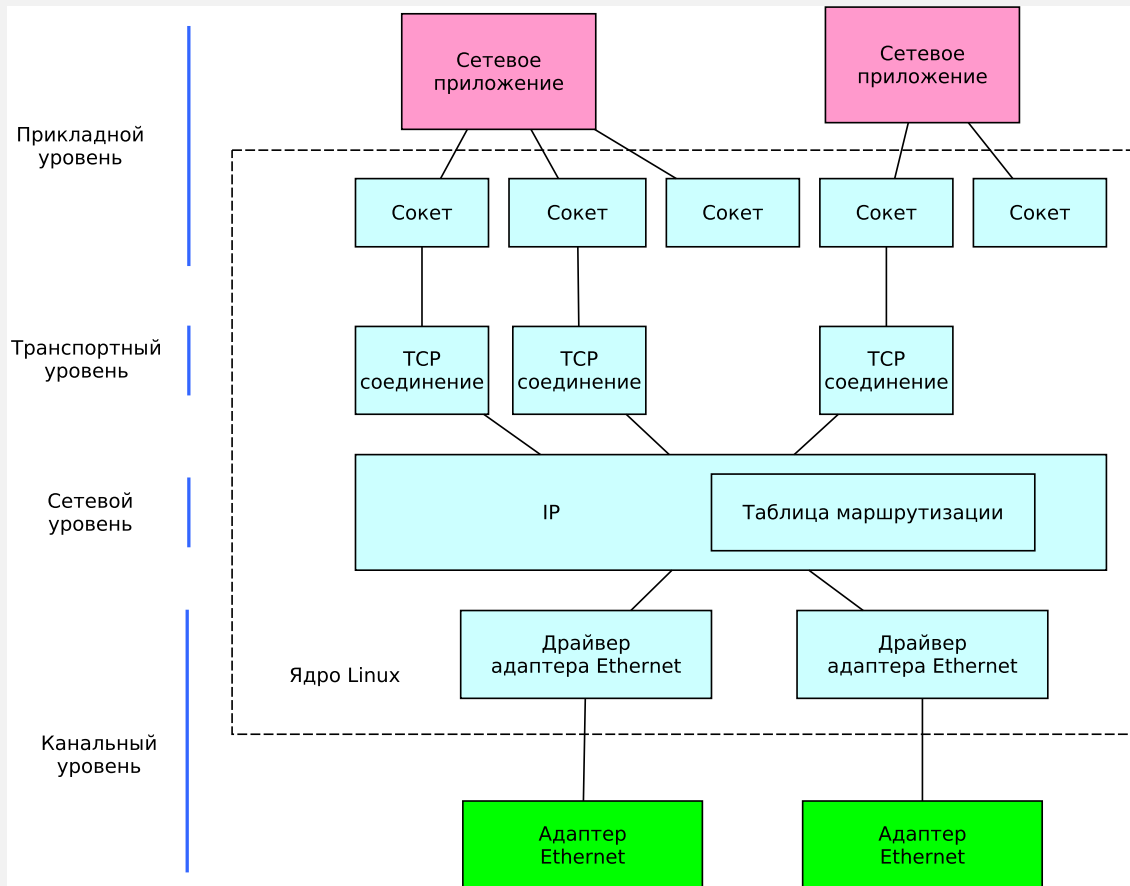 Сетевое
приложение
Сетевое
приложение
Прикладной
уровень
Сокет
Сокет
Сокет
Сокет
Сокет
Транспортный
уровень
TCP
соединение
TCP
соединение
TCP
соединение
Сетевой
уровень
IP
Таблица маршрутизации
Драйвер
адаптера Ethernet
Драйвер
адаптера Ethernet
Ядро Linux
Канальный
уровень
Адаптер
Ethernet
Адаптер
Ethernet